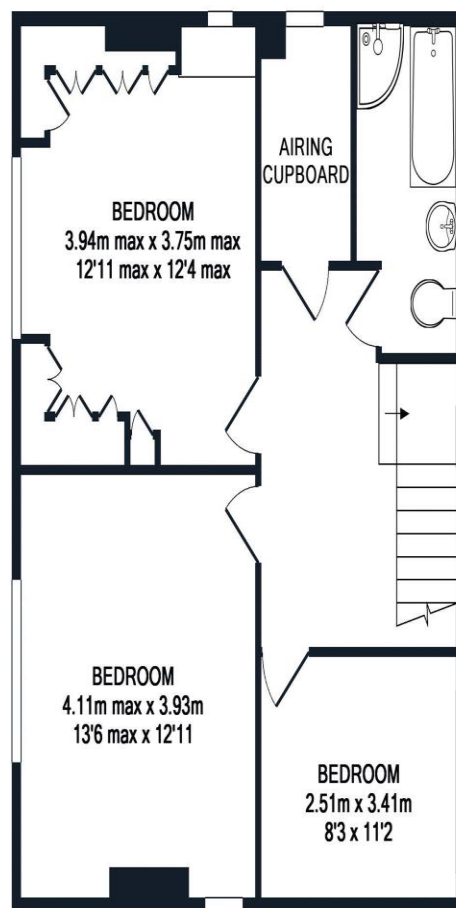 AIRING
CUPBOARD
BEDROOM
3.94m max x 3.75m max
12'11 max x 12'4 max
BEDROOM
4.11m max x 3.93m
13'6 max x 12'11
BEDROOM
2.51m x 3.41m
8'3 x 11'2